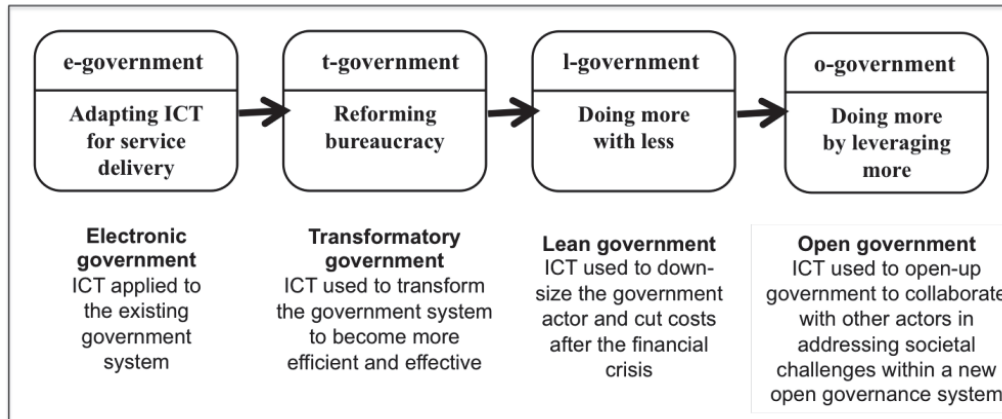 e-government
Adapting ICT
for service
delivery
t-government
Reforming
bureaucracy
l-government
Doing more
with less
o-government
Doing more
by leveraging
more
Electronic
government
ICT applied to
the existing
government
system
Transformatory
government
ICT used to transform
the government system
to become more
efficient and effective
Lean government
ICT used to down-
size the government
actor and cut costs
after the financial
crisis
Open government
ICT used to open-up
government to collaborate
with other actors in
addressing societal
challenges within a new
open governance system